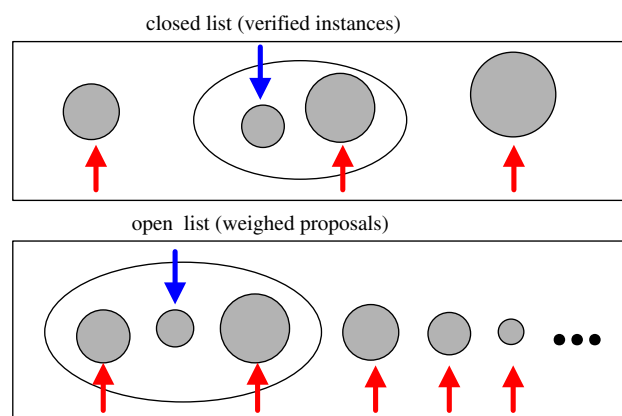 closed list (verified instances)
open list (weighed proposals)